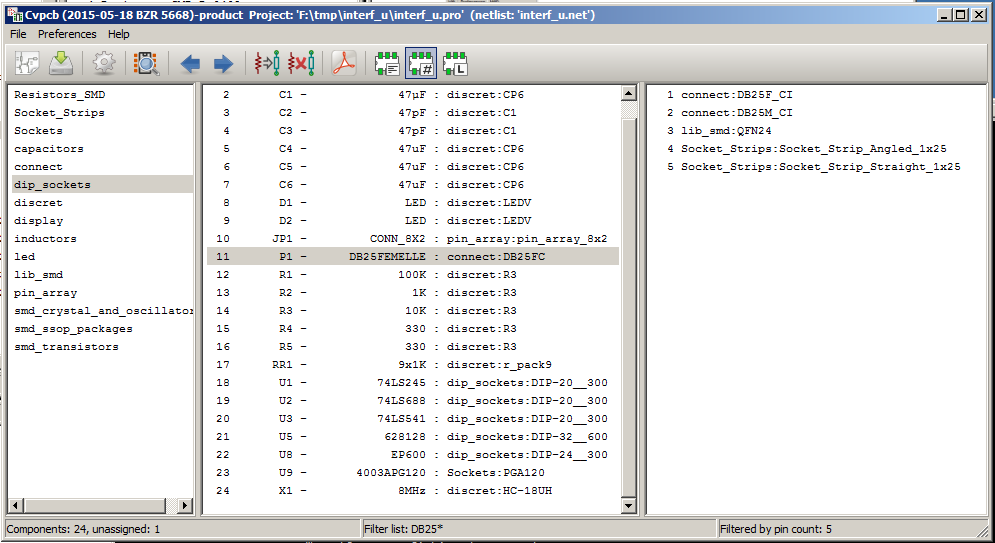 Cvpcb (2015-05-18 BZR 5668)-product Project: 'F:\tmp\interf_u\interf_u.pro' (netlist: 'interf_u.net')
File Preferences Help
Resistors_SMD
Socket_Strips
Sockets
capacitors
connect
dip_sockets
discret
display
inductors
led
lib_smd
pin_array
smd_crystal_and_oscillator
smd_ssop_packages
smd_transistors
2 C1 - 47µF : discret:CP6
3 C2 - 47pF : discret:C1
4 C3 - 47pF : discret:C1
5 C4 - 47uF : discret:CP6
6 C5 - 47uF : discret:CP6
7 C6 - 47uF : discret:CP6
8 D1 - LED : discret:LEDV
9 D2 - LED : discret:LEDV
10 JP1 - CONN_8X2 : pin_array:pin_array_8x2
11 P1 - DB25FEMELLE : connect:DB25FC
12 R1 - 100K : discret:R3
13 R2 - 1K : discret:R3
14 R3 - 10K : discret:R3
15 R4 - 330 : discret:R3
16 R5 - 330 : discret:R3
17 RR1 - 9x1K : discret:r_pack9
18 U1 - 74LS245 : dip_sockets:DIP-20__300
19 U2 - 74LS688 : dip_sockets:DIP-20__300
20 U3 - 74LS541 : dip_sockets:DIP-20__300
21 U5 - 628128 : dip_sockets:DIP-32__600
22 U8 - EP600 : dip_sockets:DIP-24__300
23 U9 - 4003APG120 : Sockets:PGA120
24 X1 - 8MHz : discret:HC-18UH
1 connect:DB25F_CI
2 connect:DB25M_CI
3 lib_smd:QFN24
4 Socket_Strips:Socket_Strip_Angled_1x25
5 Socket_Strips:Socket_Strip_Straight_1x25
Components: 24, unassigned: 1
Filter list: DB25*
Filtered by pin count: 5